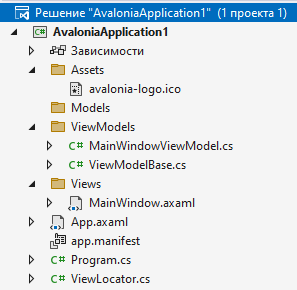 Решение "AvaloniaApplication1" (1 проекта 1)
AvaloniaApplication1
Зависимости
Assets
avalonia-logo.ico
Models
ViewModels
C# MainWindowViewModel.cs
C# ViewModelBase.cs
Views
MainWindow.axaml
App.axaml
app.manifest
C# Program.cs
C# ViewLocator.cs